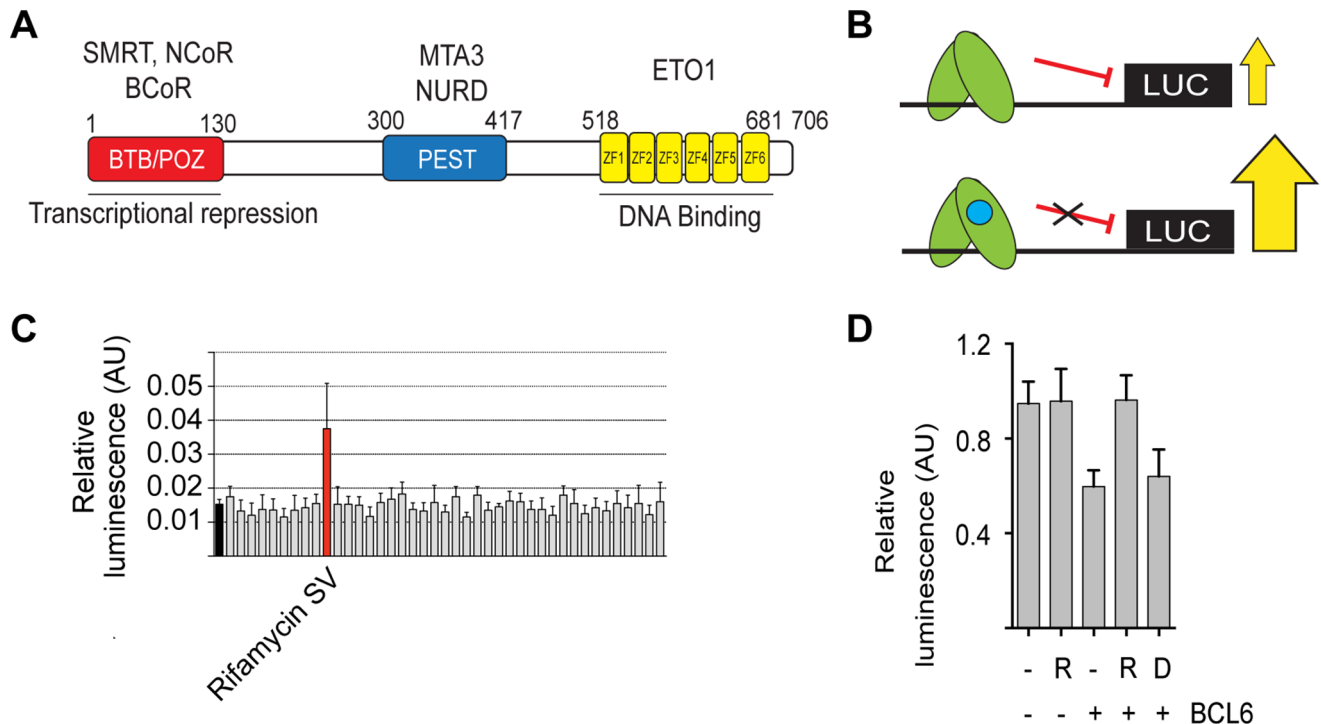 A
SMRT, NCoR
BCoR
MTA3
NURD
ETO1
1 130 300 417 518 681 706
BTB/POZ PEST ZF1 ZF2 ZF3 ZF4 ZF5 ZF6
Transcriptional repression DNA Binding
B
LUC
LUC
C
Relative
luminescence (AU)
0.05
0.04
0.03
0.02
0.01
Rifamycin SV
D
Relative
luminescence (AU)
1.2
0.8
0.4
- R - R D
- - + + + BCL6